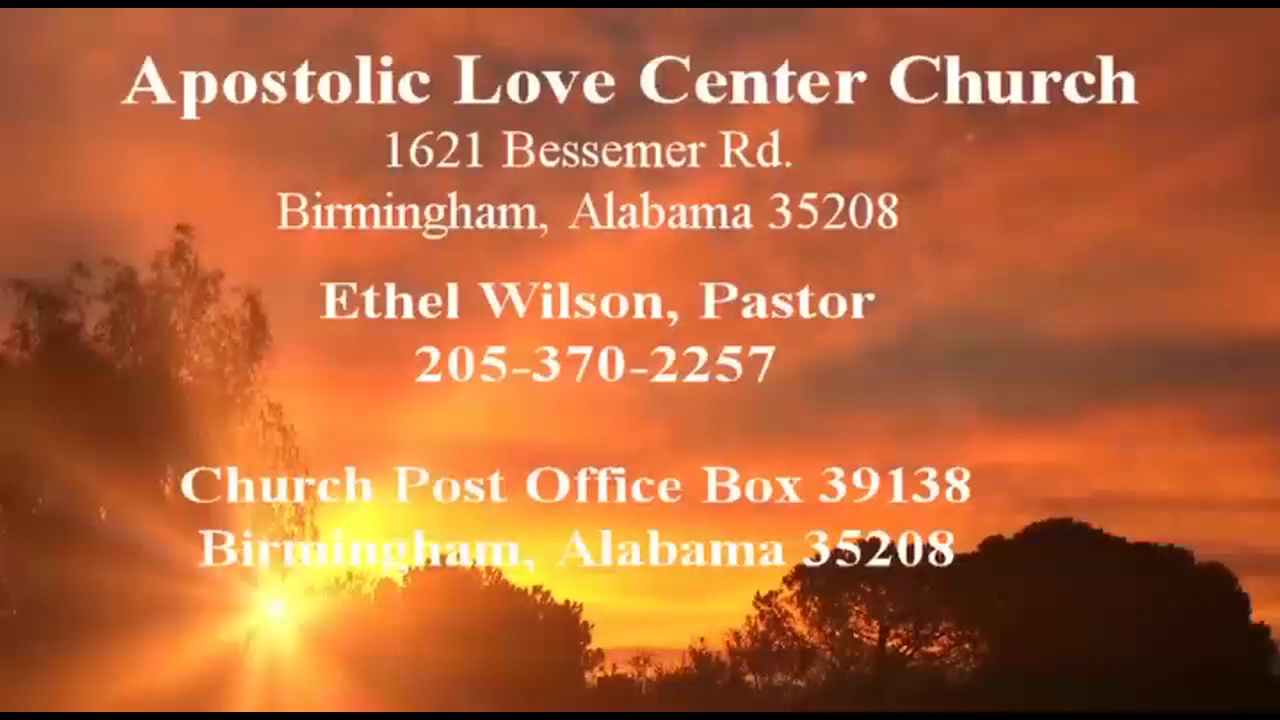 Apostolic Love Center Church
1621 Bessemer Rd.
Birmingham, Alabama 35208
Ethel Wilson, Pastor
205-370-2257
Church Post Office Box 39138
Birmingham, Alabama 35208